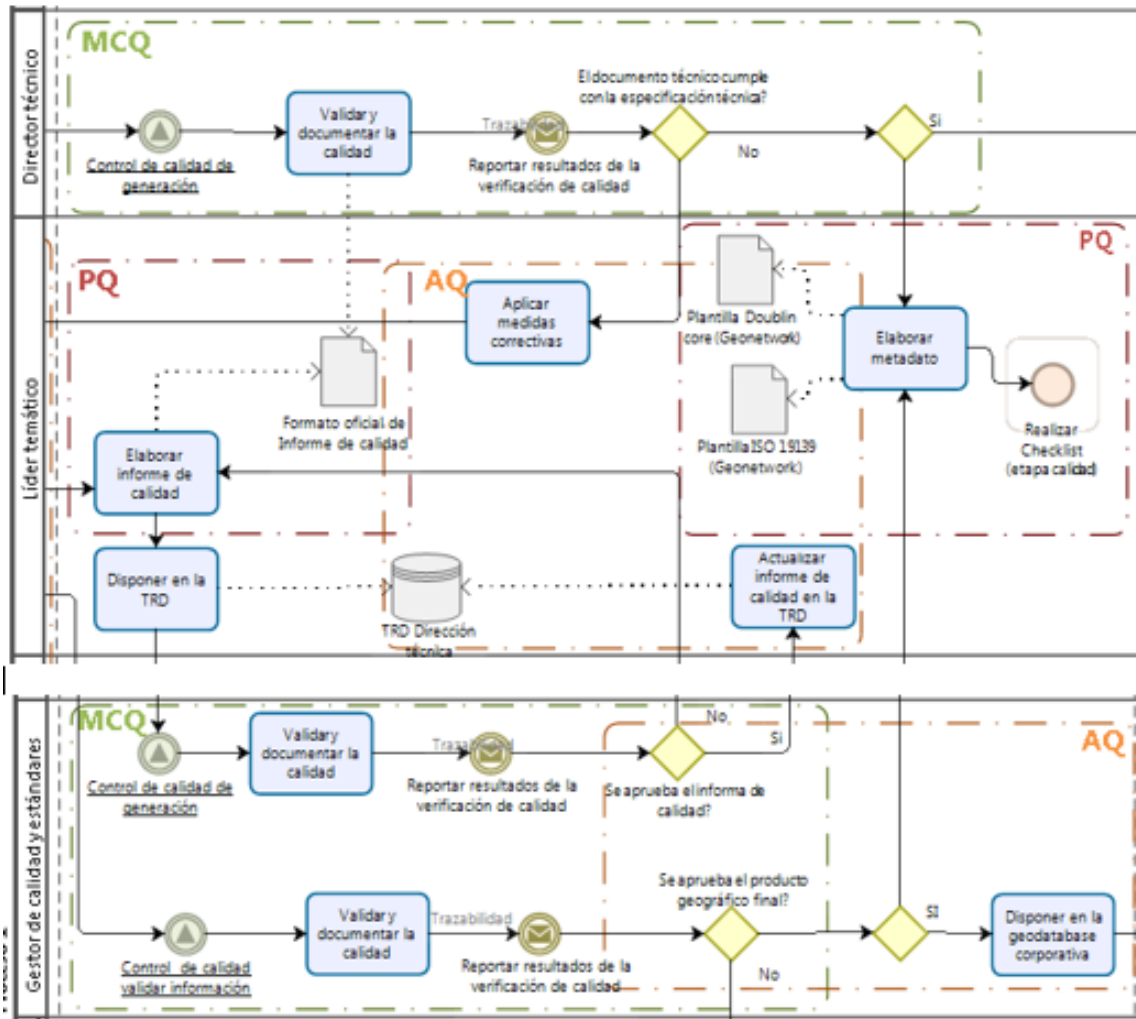 Director técnico
MCQ
Control de calidad de
generación
Validar y
documentar la
calidad
Trazabilidad
Reportar resultados de la
verificación de calidad
El documento técnico cumple
con la especificación técnica?
No
Si
Líder temático
PQ
AQ
PQ
Aplicar
medidas
correctivas
Formato oficial de
Informe de calidad
Elaborar
informe de
calidad
Disponer en la
TRD
TRD Dirección
técnica
Plantilla Doublin
core (Geonetwork)
Plantilla ISO 19139
(Geonetwork)
Elaborar
metadato
Realizar
Checklist
(etapa calidad)
Actualizar
informe de
calidad en la
TRD
Gestor de calidad y estándares
MCQ
Control de calidad de
generación
Validar y
documentar la
calidad
Trazabilidad
Reportar resultados de la
verificación de calidad
No
Si
Se aprueba el informa de
calidad?
AQ
Control de calidad
validar información
Validar y
documentar la
calidad
Trazabilidad
Reportar resultados de la
verificación de calidad
Se aprueba el producto
geográfico final?
No
SI
Disponer en la
geodatabase
corporativa